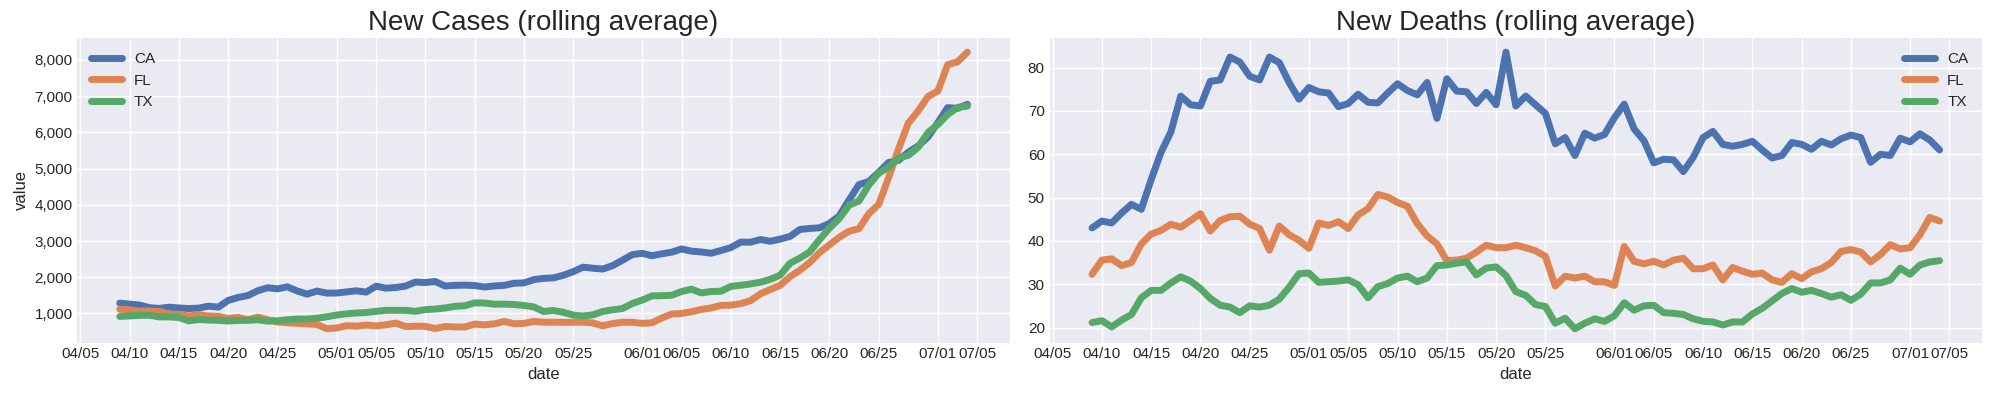 New Cases (rolling average)
CA
FL
TX
8,000
7,000
6,000
5,000
4,000
3,000
2,000
1,000
value
04/05 04/10 04/15 04/20 04/25 05/01 05/05 05/10 05/15 05/20 05/25 06/01 06/05 06/10 06/15 06/20 06/25 07/01 07/05
date
New Deaths (rolling average)
CA
FL
TX
80
70
60
50
40
30
20
04/05 04/10 04/15 04/20 04/25 05/01 05/05 05/10 05/15 05/20 05/25 06/01 06/05 06/10 06/15 06/20 06/25 07/01 07/05
date